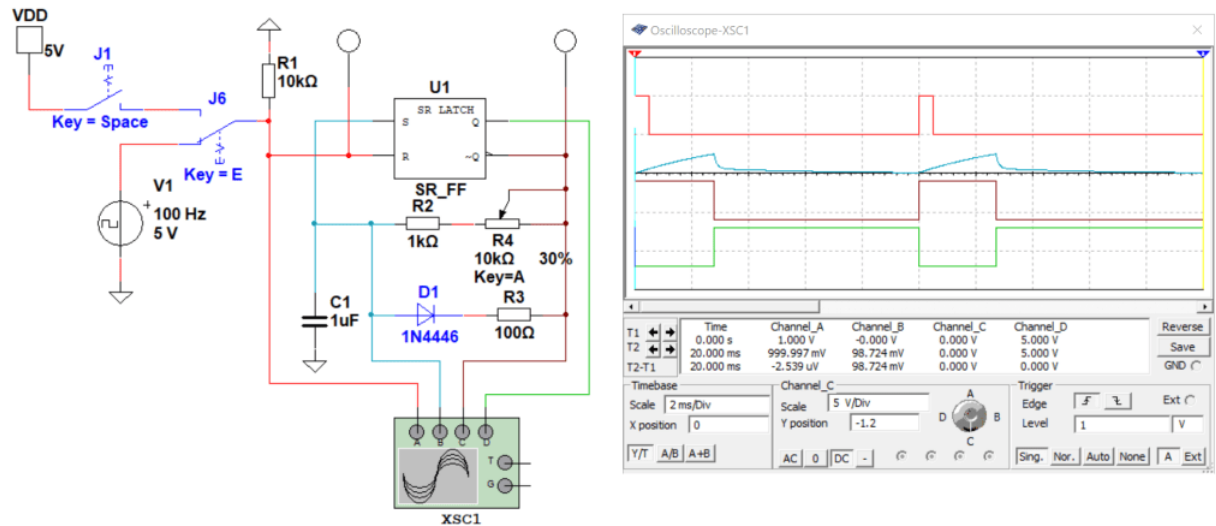 VDD
5V
J1
Key = Space
J6
Key = E
V1
+
100 Hz
5 V
R1
10kΩ
U1
SR LATCH
S
Q
R
~Q
SR_FF
R2
1kΩ
R4
10kΩ
Key=A
30%
C1
1uF
D1
1N4446
R3
100Ω
A B C D
T
G
XSC1
Oscilloscope-XSC1
T1
T2
T2-T1
Time Channel_A Channel_B Channel_C Channel_D
0.000 s 1.000 V -0.000 V 0.000 V 5.000 V
20.000 ms 999.997 mV 98.724 mV 0.000 V 5.000 V
20.000 ms -2.539 uV 98.724 mV 0.000 V 0.000 V
Reverse
Save
GND
Timebase
Scale 2 ms/Div
X position 0
Y/T A/B A+B
Channel_C
Scale 5 V/Div
Y position -1.2
AC 0 DC -
A
D B
C
Trigger
Edge
Ext
Level 1 V
Sing. Nor. Auto None A Ext